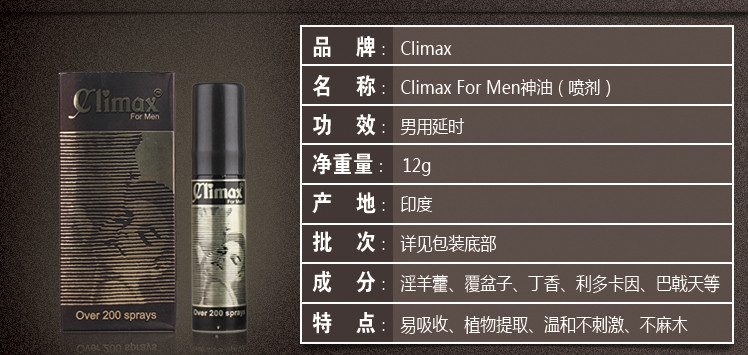 Climax
For Men
Over 200 sprays
Climax
For Men
Over 200 sprays
品 牌： Climax
名 称： Climax For Men神油（喷剂）
功 效： 男用延时
净重量： 12g
产 地： 印度
批 次： 详见包装底部
成 分： 淫羊藿、覆盆子、丁香、利多卡因、巴戟天等
特 点： 易吸收、植物提取、温和不刺激、不麻木